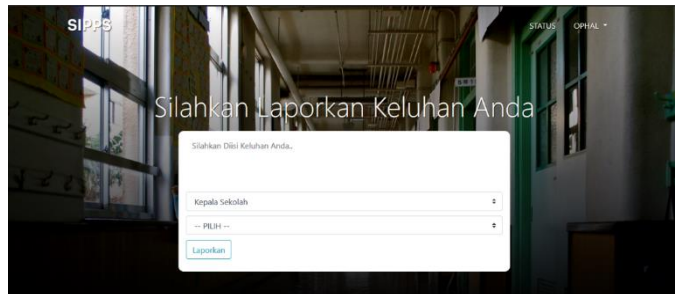 SIPPS
STATUS OPHAL
Silahkan Laporkan Keluhan Anda
Silahkan Diisi Keluhan Anda..
Kepala Sekolah
-- PILIH --
Laporkan